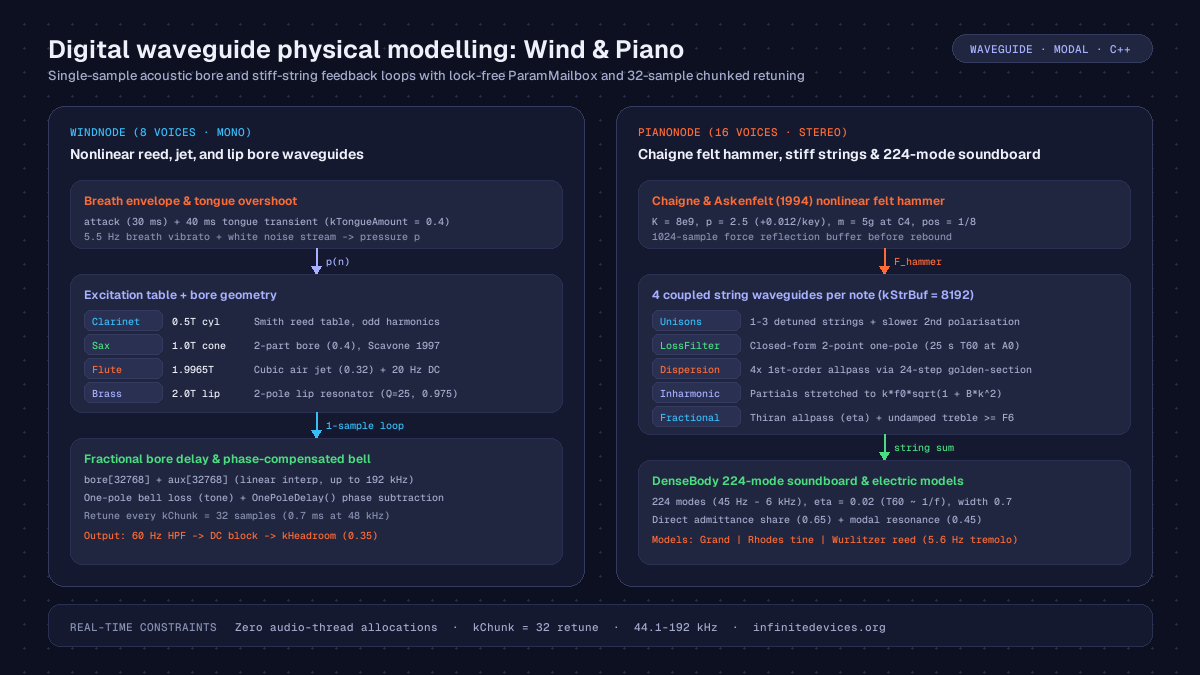 Digital waveguide physical modelling: Wind & Piano
WAVEGUIDE · MODAL · C++
Single-sample acoustic bore and stiff-string feedback loops with lock-free ParamMailbox and 32-sample chunked retuning
WINDNODE (8 VOICES · MONO)
Nonlinear reed, jet, and lip bore waveguides
Breath envelope & tongue overshoot
attack (30 ms) + 40 ms tongue transient (kTongueAmount = 0.4)
5.5 Hz breath vibrato + white noise stream -> pressure p
p(n)
Excitation table + bore geometry
Clarinet 0.5T cyl Smith reed table, odd harmonics
Sax 1.0T cone 2-part bore (0.4), Scavone 1997
Flute 1.9965T Cubic air jet (0.32) + 20 Hz DC
Brass 2.0T lip 2-pole lip resonator (Q=25, 0.975)
1-sample loop
Fractional bore delay & phase-compensated bell
bore[32768] + aux[32768] (linear interp, up to 192 kHz)
One-pole bell loss (tone) + OnePoleDelay() phase subtraction
Retune every kChunk = 32 samples (0.7 ms at 48 kHz)
Output: 60 Hz HPF -> DC block -> kHeadroom (0.35)
PIANONODE (16 VOICES · STEREO)
Chaigne felt hammer, stiff strings & 224-mode soundboard
Chaigne & Askenfelt (1994) nonlinear felt hammer
K = 8e9, p = 2.5 (+0.012/key), m = 5g at C4, pos = 1/8
1024-sample force reflection buffer before rebound
F_hammer
4 coupled string waveguides per note (kStrBuf = 8192)
Unisons 1-3 detuned strings + slower 2nd polarisation
LossFilter Closed-form 2-point one-pole (25 s T60 at A0)
Dispersion 4x 1st-order allpass via 24-step golden-section
Inharmonic Partials stretched to k*f0*sqrt(1 + B*k^2)
Fractional Thiran allpass (eta) + undamped treble >= F6
string sum
DenseBody 224-mode soundboard & electric models
224 modes (45 Hz - 6 kHz), eta = 0.02 (T60 ~ 1/f), width 0.7
Direct admittance share (0.65) + modal resonance (0.45)
Models: Grand | Rhodes tine | Wurlitzer reed (5.6 Hz tremolo)
REAL-TIME CONSTRAINTS Zero audio-thread allocations · kChunk = 32 retune · 44.1-192 kHz · infinitedevices.org